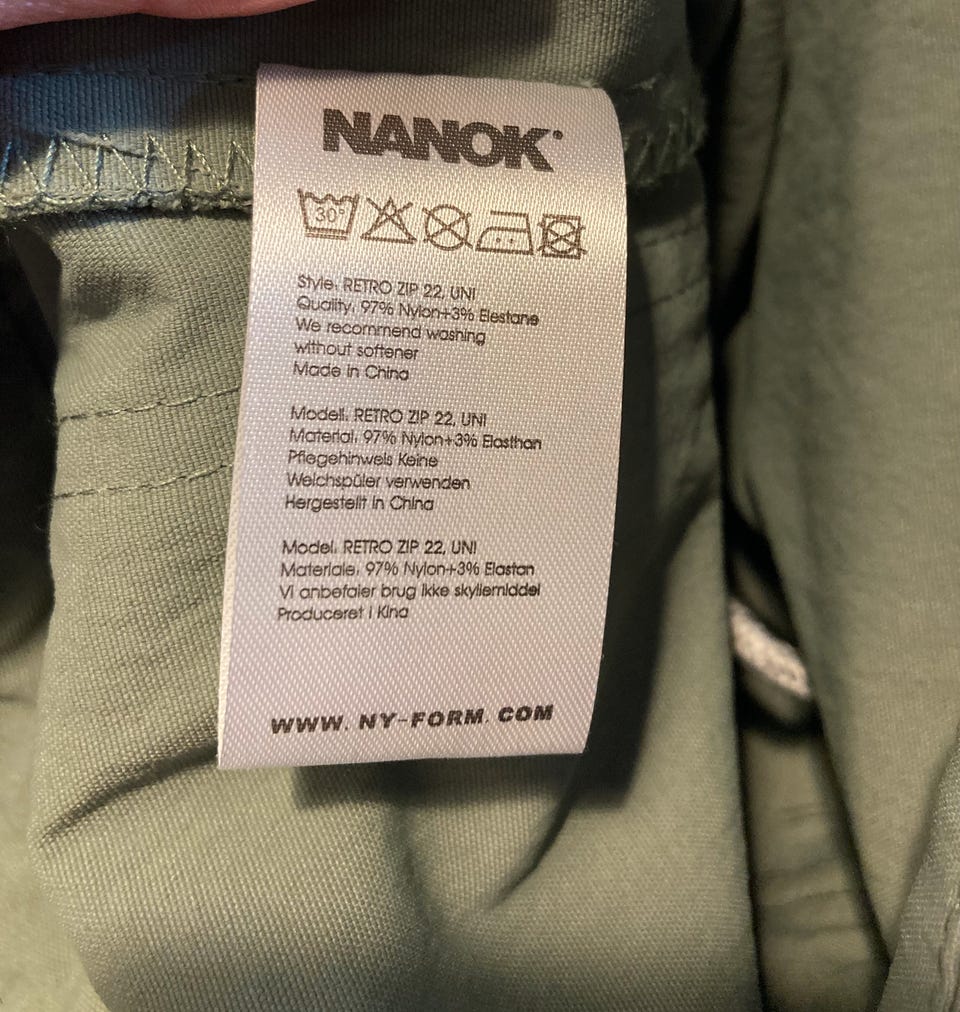 NANOK
30°
Style: RETRO ZIP 22, UNI
Quality: 97% Nylon+3% Elestane
We recommend washing
without softener
Made in China
Modell: RETRO ZIP 22, UNI
Material: 97% Nylon+3% Elasthan
Pflegehinweis Keine
Weichspüler verwenden
Hergestellt in China
Model: RETRO ZIP 22, UNI
Materiale: 97% Nylon+3% Elastan
Vi anbefaler brug ikke skyllemiddel
Produceret i Kina
WWW. NY-FORM. COM